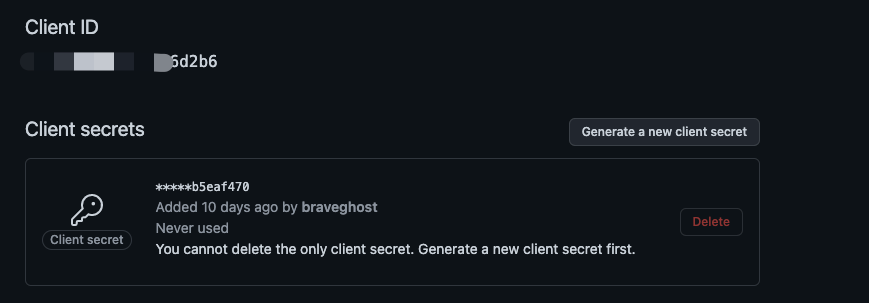 Client ID
6d2b6
Client secrets
Generate a new client secret
*****b5eaf470
Added 10 days ago by braveghost
Never used
You cannot delete the only client secret. Generate a new client secret first.
Client secret
Delete